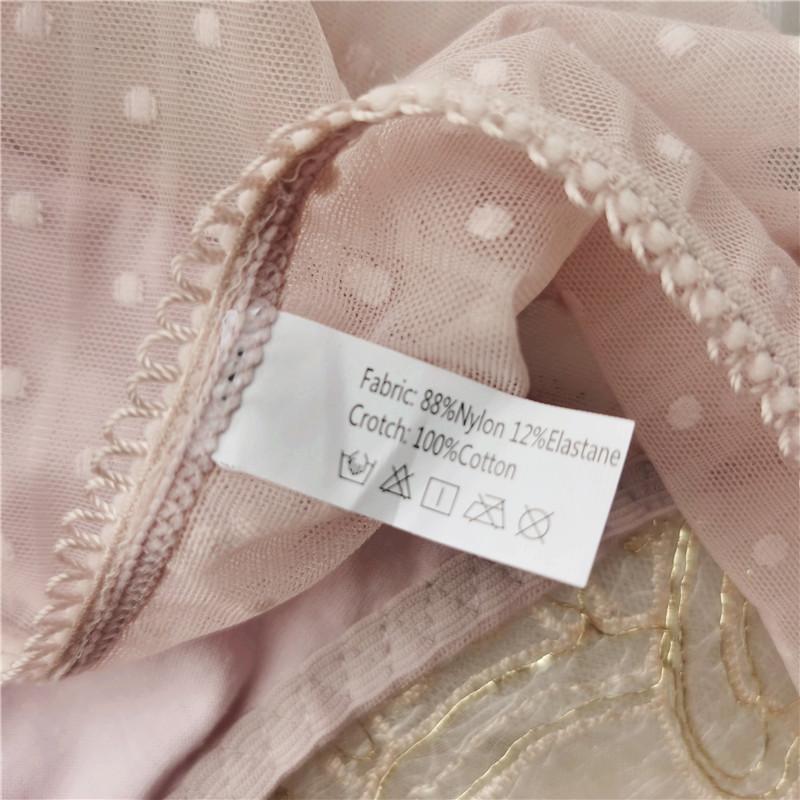 Fabric: 88%Nylon 12%Elastane
Crotch: 100%Cotton